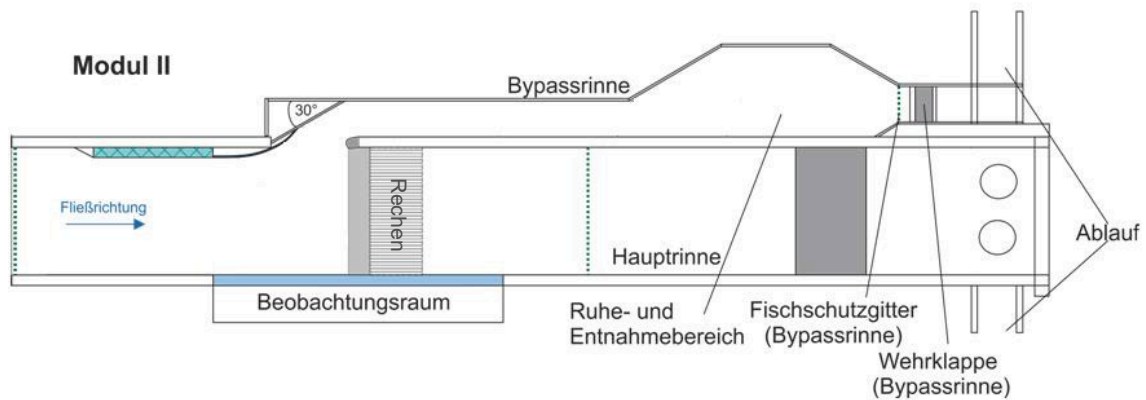 Modul II
Bypassrinne
30°
Fließrichtung
Rechen
Hauptrinne
Ablauf
Beobachtungsraum
Ruhe- und
Entnahmebereich
Fischschutzgitter
(Bypassrinne)
Wehrklappe
(Bypassrinne)